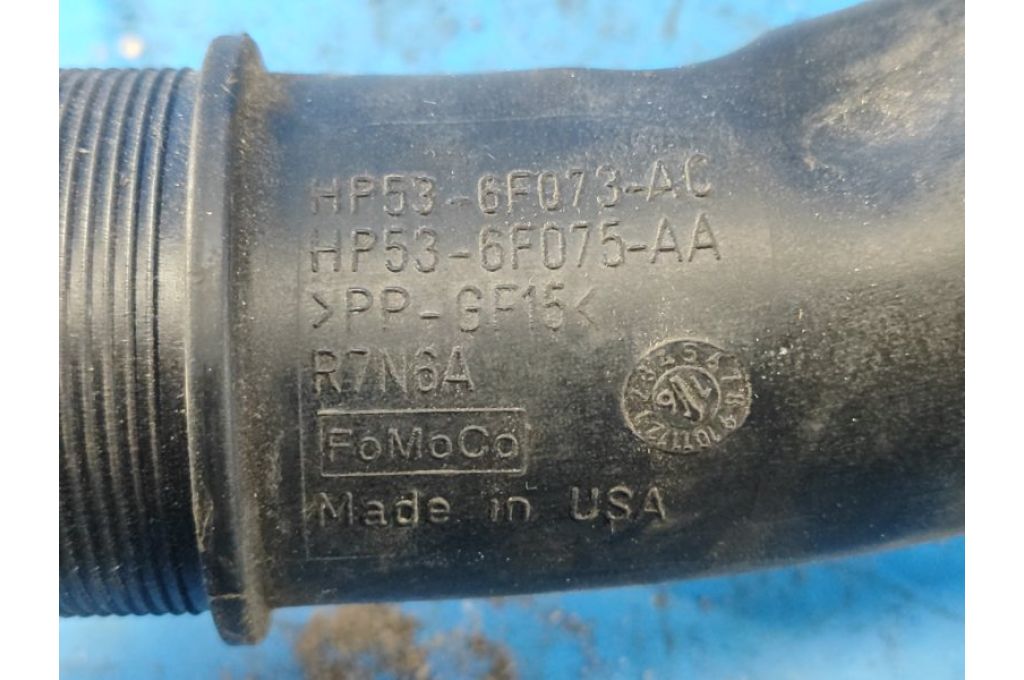 HP53-6F073-AC
HP53-6F075-AA
>PP-GF15<
R7N6A
FoMoCo
Made in USA